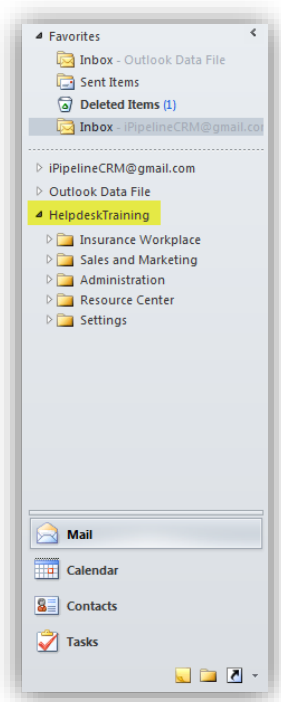 Favorites
Inbox - Outlook Data File
Sent Items
Deleted Items (1)
Inbox - iPipelineCRM@gmail.cor
iPipelineCRM@gmail.com
Outlook Data File
HelpdeskTraining
Insurance Workplace
Sales and Marketing
Administration
Resource Center
Settings
Mail
Calendar
Contacts
Tasks